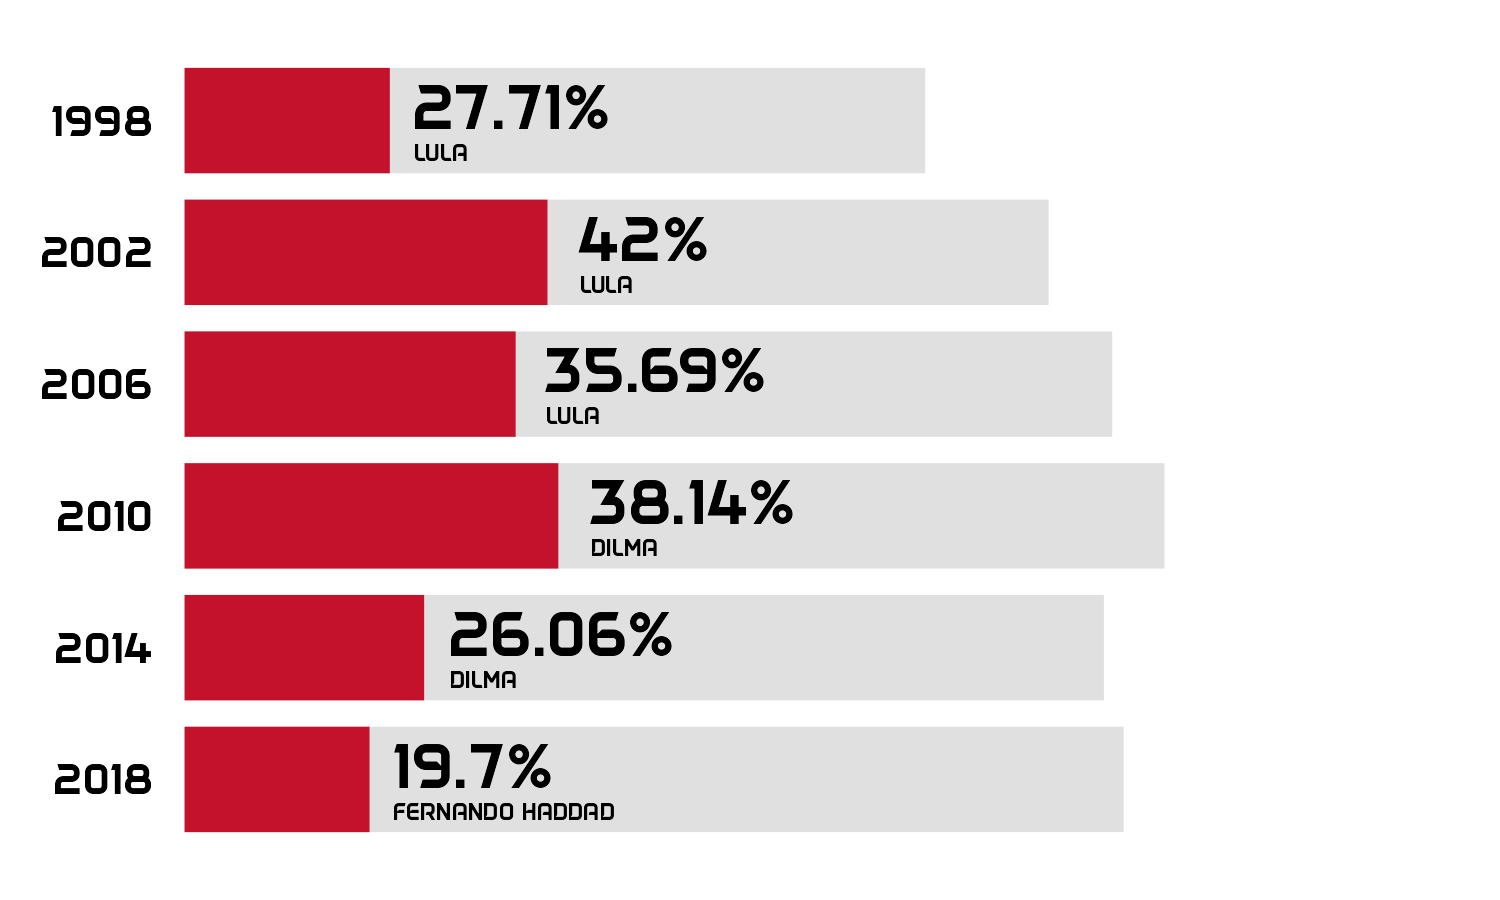 1998
27.71%
LULA
2002
42%
LULA
2006
35.69%
LULA
2010
38.14%
DILMA
2014
26.06%
DILMA
2018
19.7%
FERNANDO HADDAD